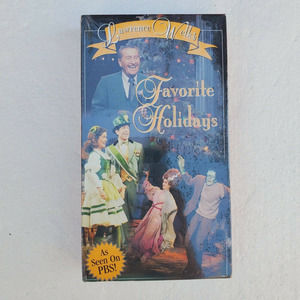 Lawrence Welk
Favorite
Holidays
As
Seen On
PBS!